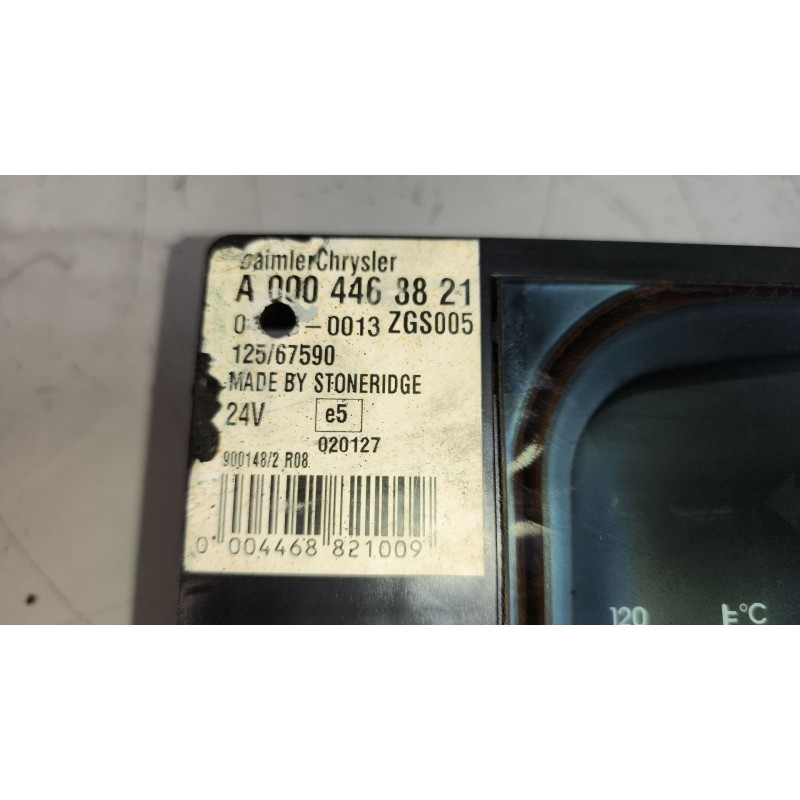 DaimlerChrysler
A 000 446 88 21
-0013 ZGS005
125/67590
MADE BY STONERIDGE
24V e5
020127
900148/2 R08
0 004468 821009
120 °C